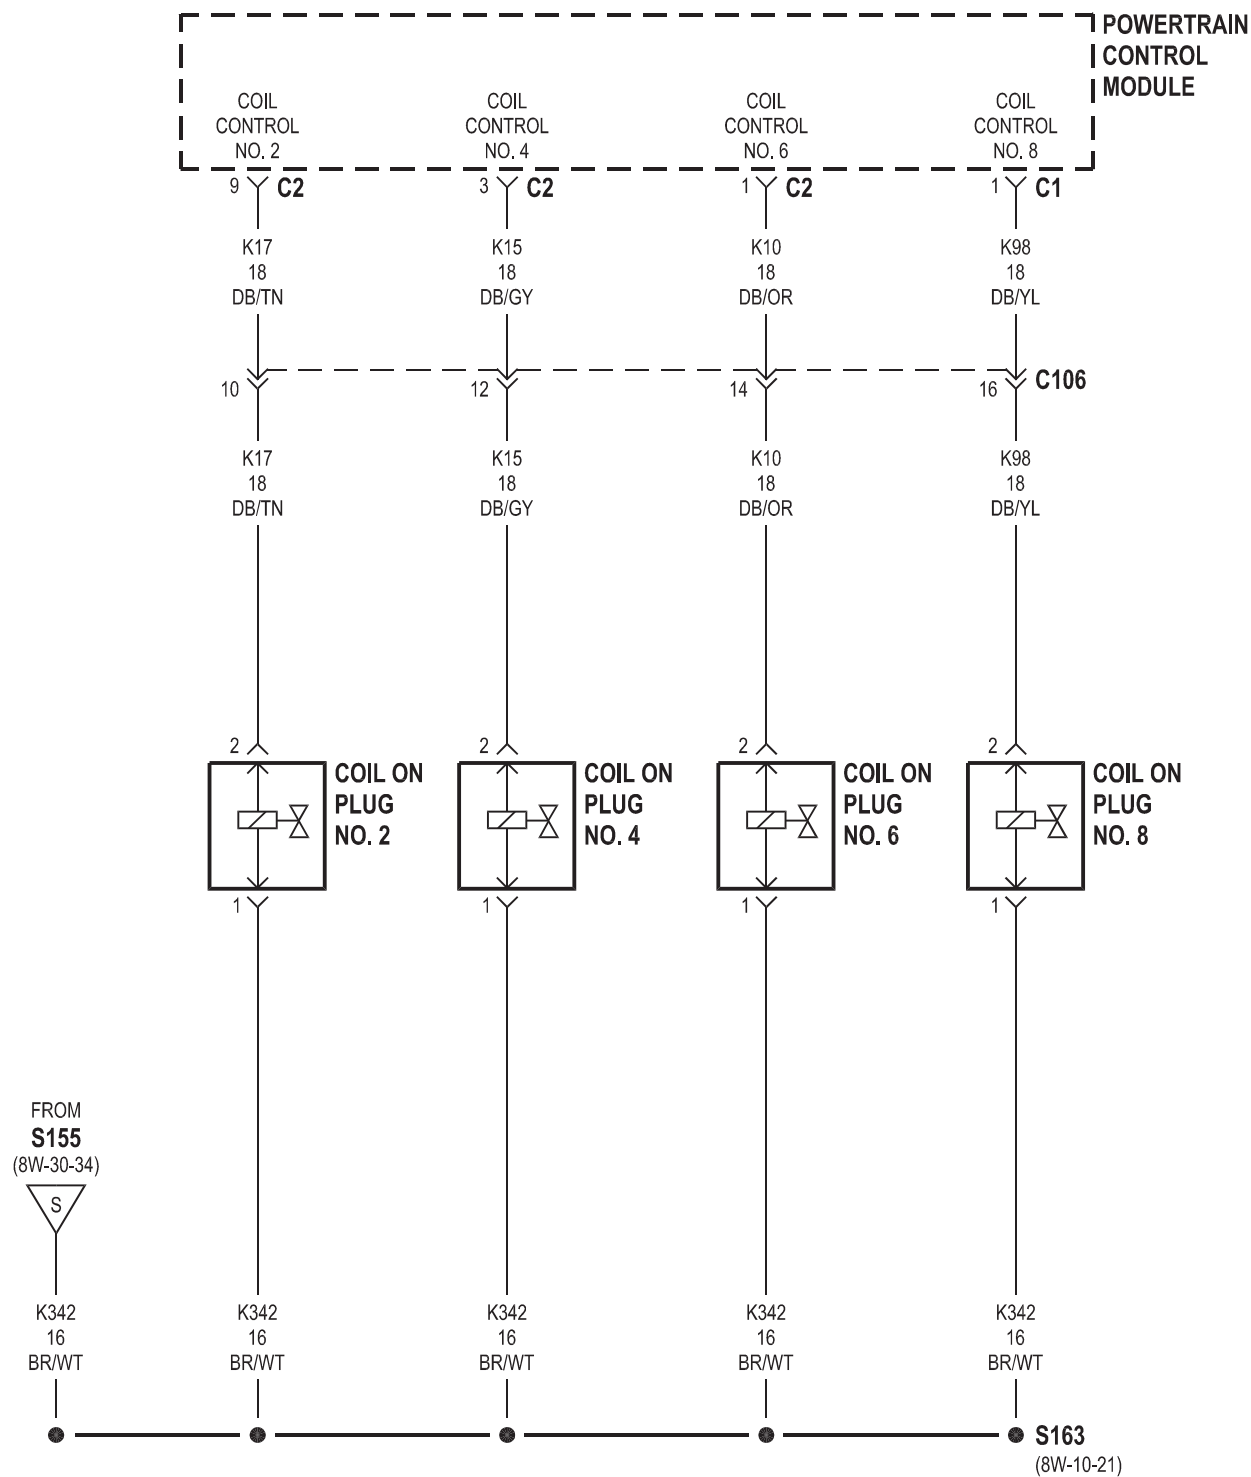 POWERTRAIN
CONTROL
MODULE
COIL
CONTROL
NO. 2
COIL
CONTROL
NO. 4
COIL
CONTROL
NO. 6
COIL
CONTROL
NO. 8
9 C2
3 C2
1 C2
1 C1
K17
18
DB/TN
K15
18
DB/GY
K10
18
DB/OR
K98
18
DB/YL
10
12
14
16 C106
K17
18
DB/TN
K15
18
DB/GY
K10
18
DB/OR
K98
18
DB/YL
2
COIL ON
PLUG
NO. 2
1
2
COIL ON
PLUG
NO. 4
1
2
COIL ON
PLUG
NO. 6
1
2
COIL ON
PLUG
NO. 8
1
FROM
S155
(8W-30-34)
S
K342
16
BR/WT
K342
16
BR/WT
K342
16
BR/WT
K342
16
BR/WT
K342
16
BR/WT
S163
(8W-10-21)